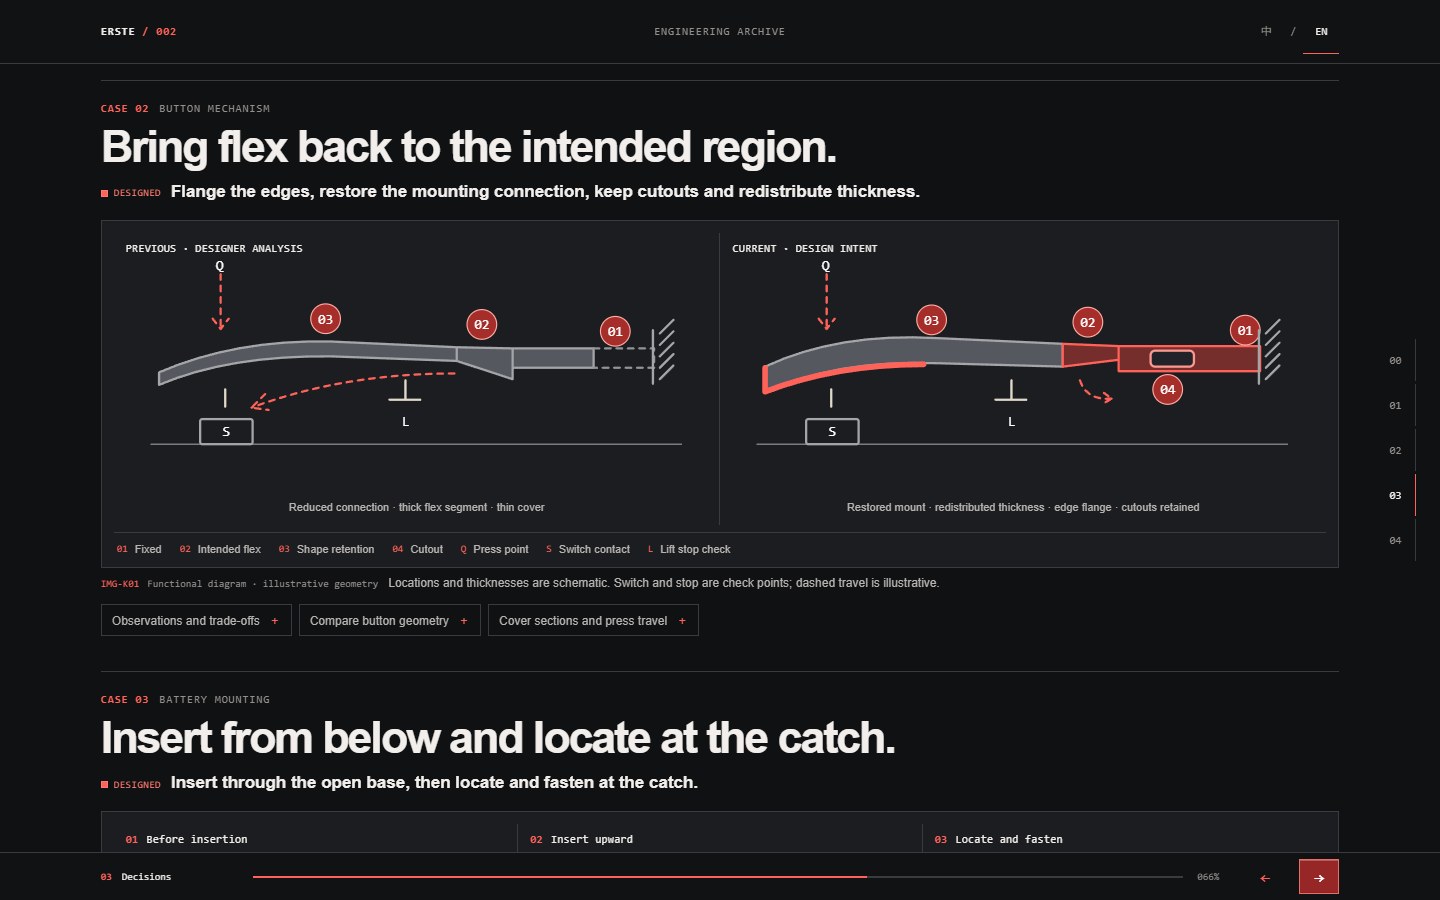 ERSTE / 002
ENGINEERING ARCHIVE
中 / EN
CASE 02 BUTTON MECHANISM
Bring flex back to the intended region.
DESIGNED Flange the edges, restore the mounting connection, keep cutouts and redistribute thickness.
PREVIOUS · DESIGNER ANALYSIS
Q
03
02
01
S
L
Reduced connection · thick flex segment · thin cover
CURRENT · DESIGN INTENT
Q
03
02
01
04
S
L
Restored mount · redistributed thickness · edge flange · cutouts retained
01 Fixed 02 Intended flex 03 Shape retention 04 Cutout Q Press point S Switch contact L Lift stop check
IMG-K01 Functional diagram · illustrative geometry Locations and thicknesses are schematic. Switch and stop are check points; dashed travel is illustrative.
Observations and trade-offs +
Compare button geometry +
Cover sections and press travel +
00
01
02
03
04
CASE 03 BATTERY MOUNTING
Insert from below and locate at the catch.
DESIGNED Insert through the open base, then locate and fasten at the catch.
01 Before insertion
02 Insert upward
03 Locate and fasten
03 Decisions
066%
← →